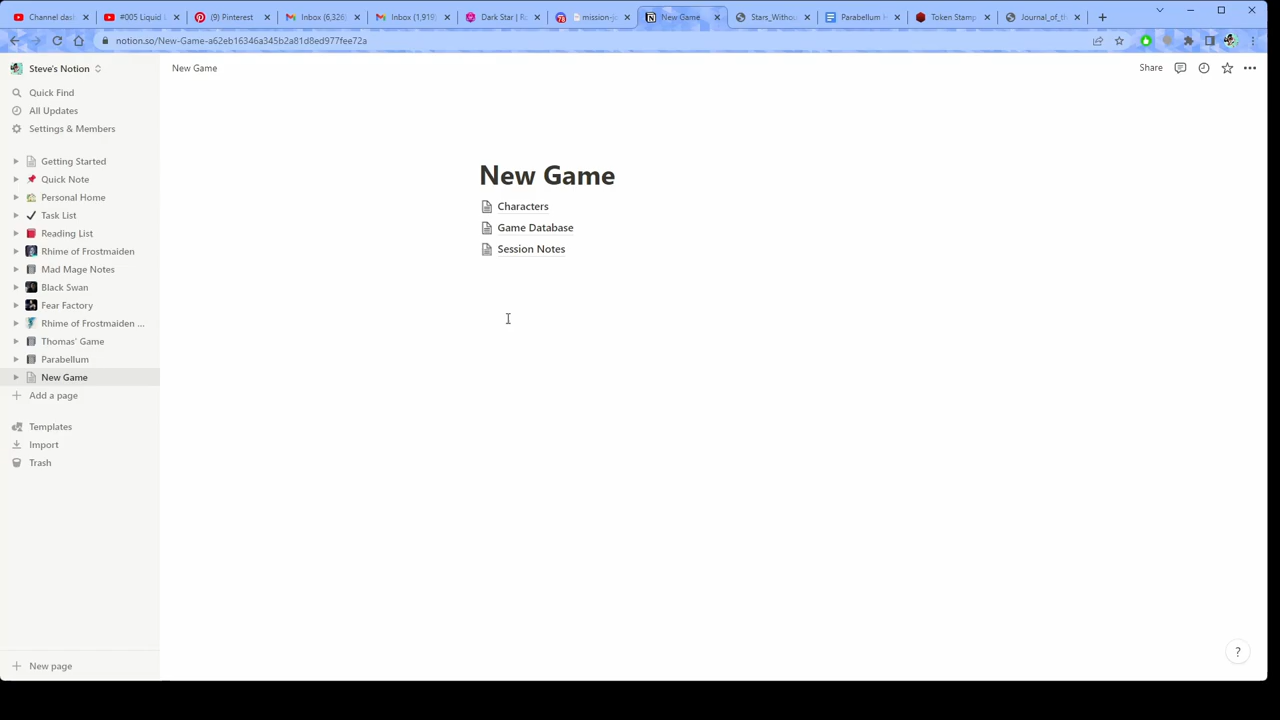 Channel dash
#005 Liquid
(9) Pinterest
Inbox (6,326)
Inbox (1,919)
Dark Star | R
78
mission-j
New Game
Stars_Withou
Parabellum
Token Stamp
Journal_of_t
notion.so/New-Game-a62eb16346a345b2a81d8ed977fee72a
Steve's Notion
New Game
Share
Quick Find
All Updates
Settings & Members
Getting Started
Quick Note
Personal Home
Task List
Reading List
Rhime of Frostmaiden
Mad Mage Notes
Black Swan
Fear Factory
Rhime of Frostmaiden ...
Thomas' Game
Parabellum
New Game
Add a page
Templates
Import
Trash
New page
New Game
Characters
Game Database
Session Notes
?